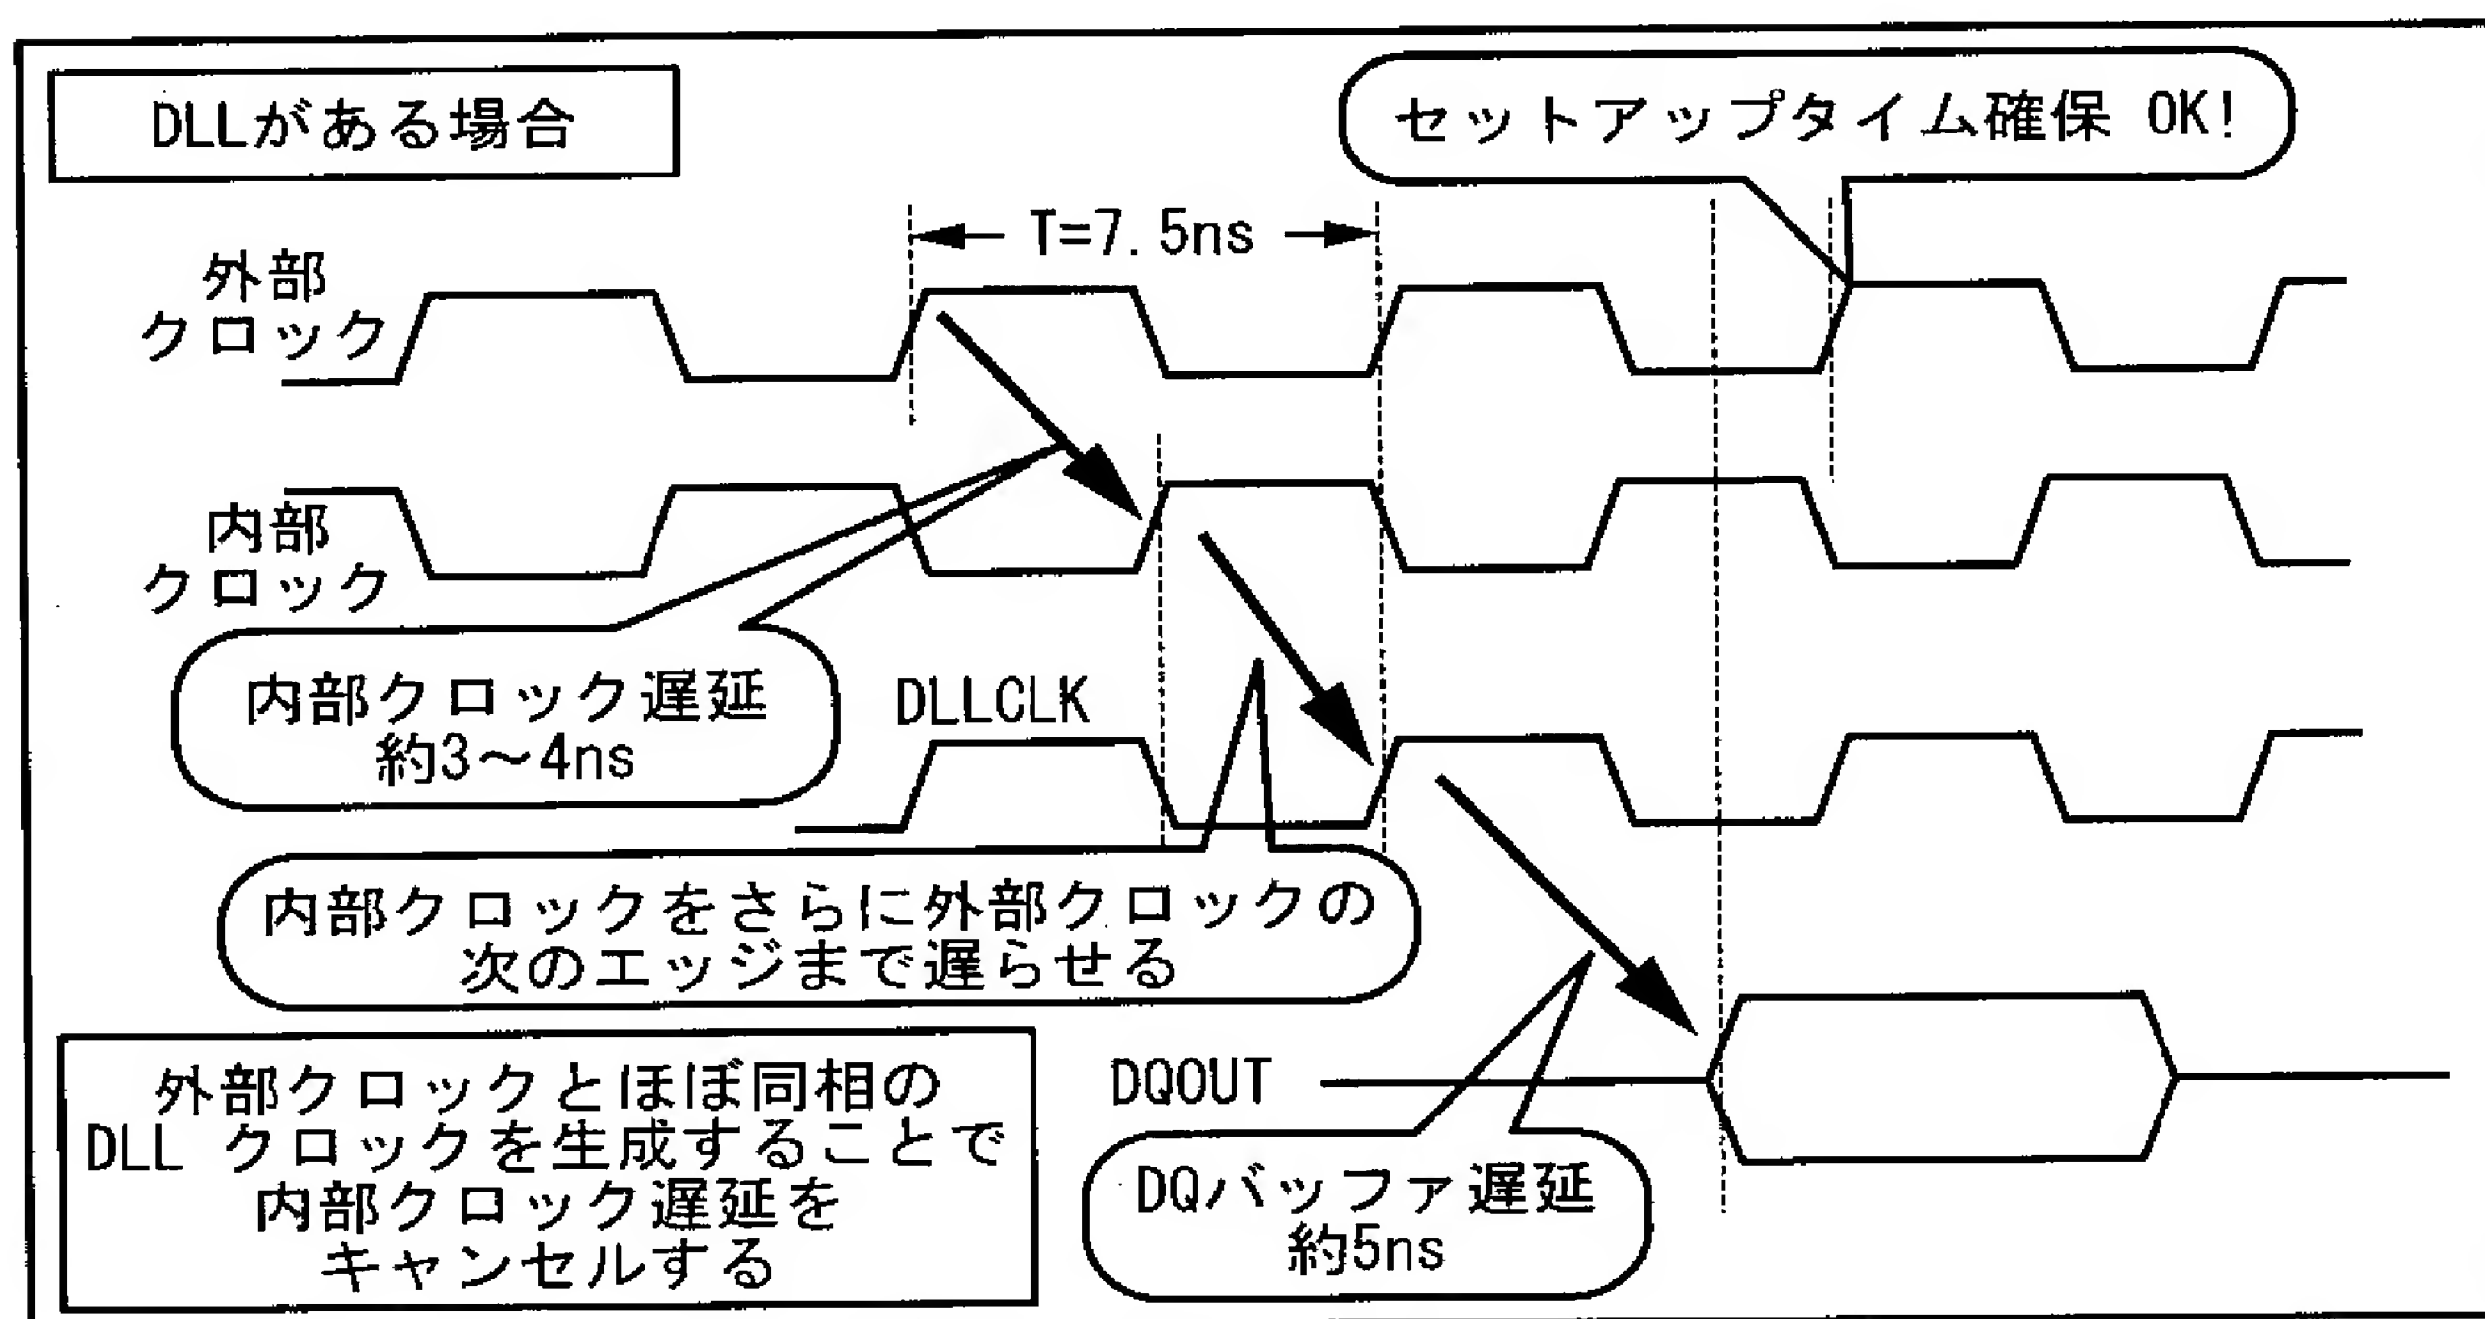 DLLがある場合
セットアップタイム確保 OK!
T=7.5ns
外部
クロック
内部
クロック
内部クロック遅延
約3〜4ns
DLLCLK
内部クロックをさらに外部クロックの
次のエッジまで遅らせる
外部クロックとほぼ同相の
DLL クロックを生成することで
内部クロック遅延を
キャンセルする
DQOUT
DQバッファ遅延
約5ns